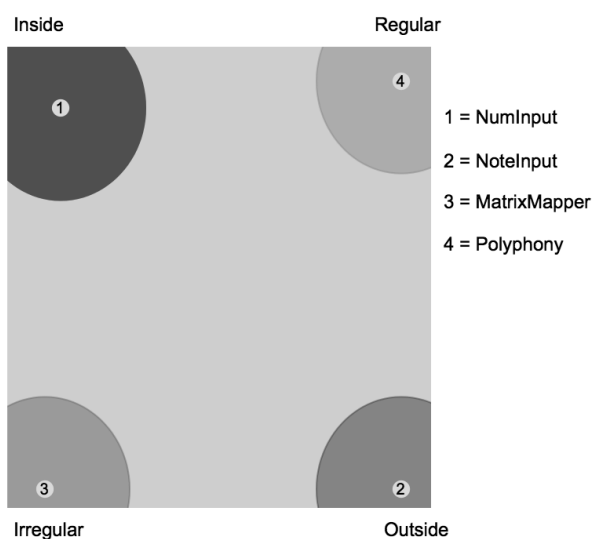 Inside
Regular
1
4
1 = NumInput
2 = NoteInput
3 = MatrixMapper
4 = Polyphony
3
2
Irregular
Outside